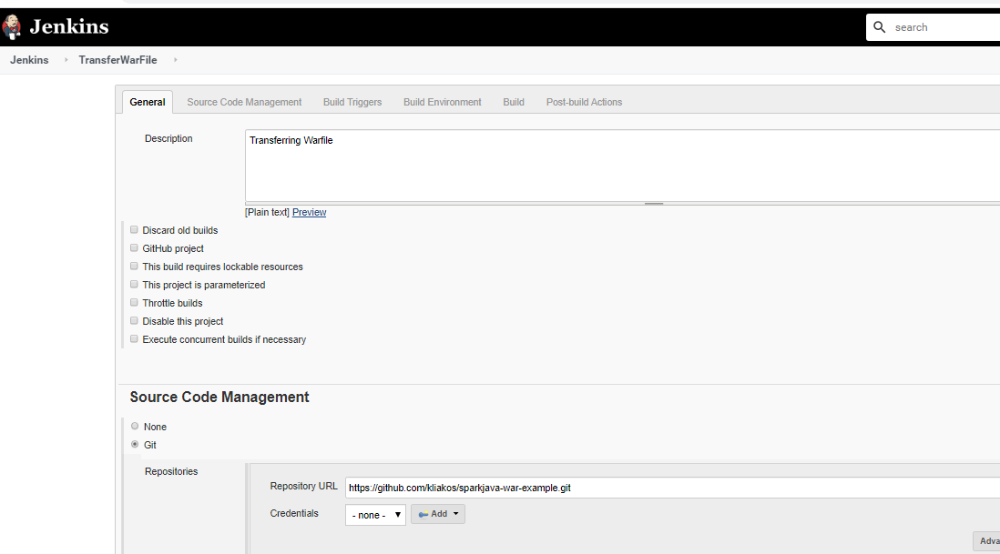 Jenkins
search
Jenkins TransferWarFile
General Source Code Management Build Triggers Build Environment Build Post-build Actions
Description Transferring Warfile
[Plain text] Preview
Discard old builds
GitHub project
This build requires lockable resources
This project is parameterized
Throttle builds
Disable this project
Execute concurrent builds if necessary
Source Code Management
None
Git
Repositories
Repository URL https://github.com/kliakos/sparkjava-war-example.git
Credentials - none - Add
Adva